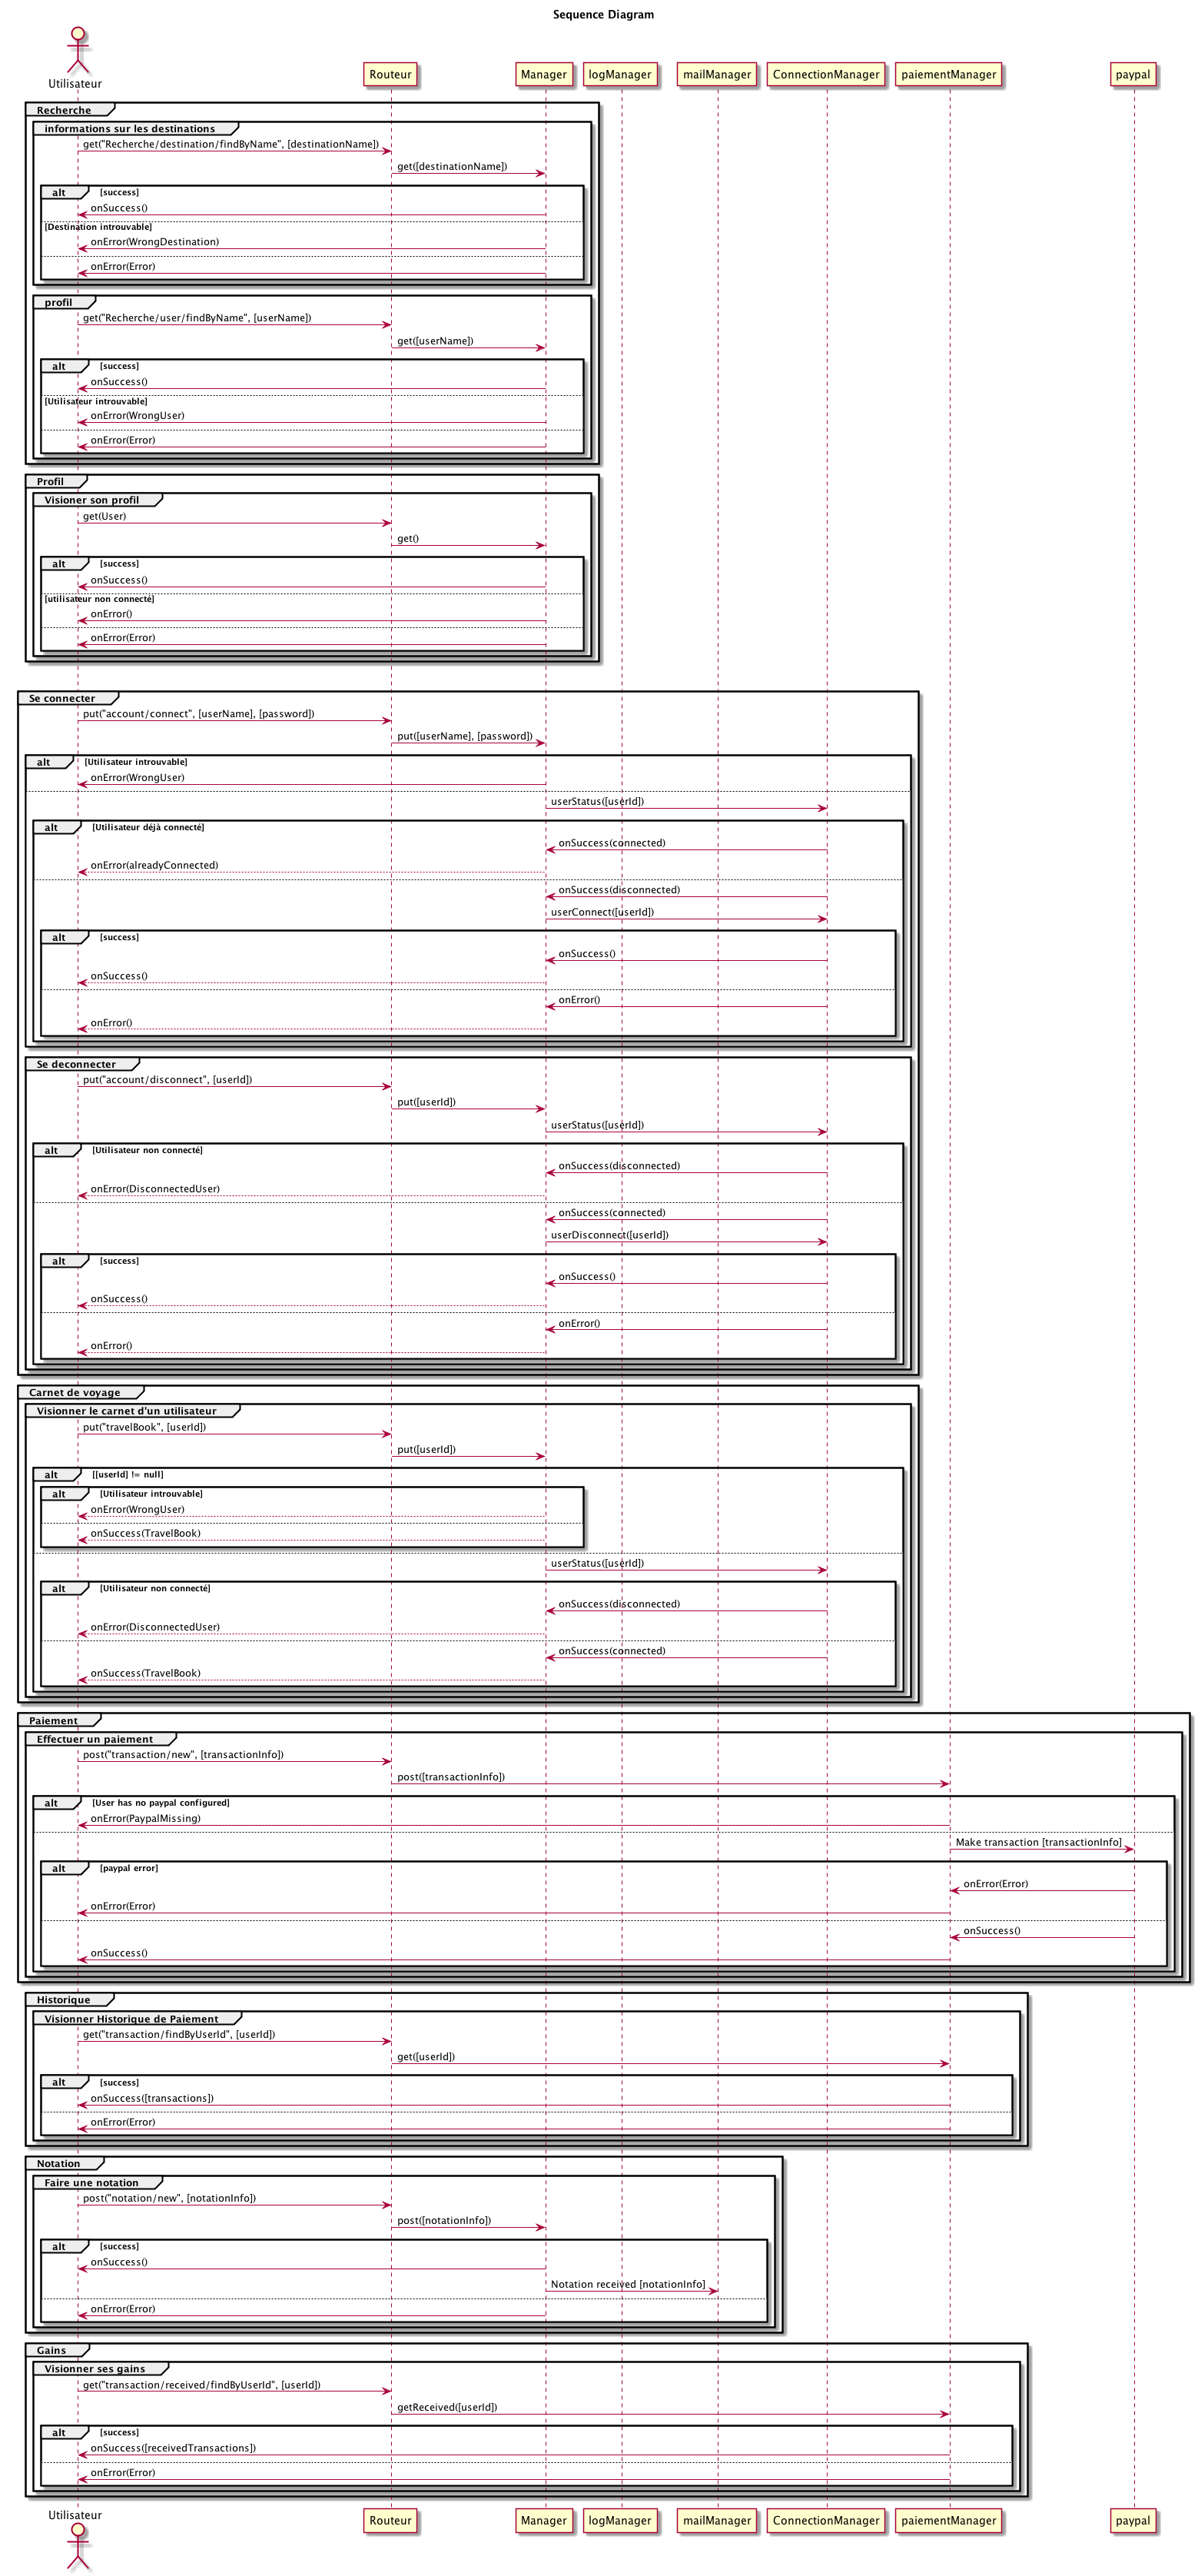 Sequence Diagram
Utilisateur
Routeur
Manager
logManager
mailManager
ConnectionManager
paiementManager
paypal
Recherche
informations sur les destinations
get("Recherche/destination/findByName", [destinationName])
get([destinationName])
alt [success]
onSuccess()
[Destination introuvable]
onError(WrongDestination)
onError(Error)
profil
get("Recherche/user/findByName", [userName])
get([userName])
alt [success]
onSuccess()
[Utilisateur introuvable]
onError(WrongUser)
onError(Error)
Profil
Visioner son profil
get(User)
get()
alt [success]
onSuccess()
[utilisateur non connecté]
onError()
onError(Error)
Se connecter
put("account/connect", [userName], [password])
put([userName], [password])
alt [Utilisateur introuvable]
onError(WrongUser)
userStatus([userId])
alt [Utilisateur déjà connecté]
onSuccess(connected)
onError(alreadyConnected)
onSuccess(disconnected)
userConnect([userId])
alt [success]
onSuccess()
onSuccess()
onError()
onError()
Se deconnecter
put("account/disconnect", [userId])
put([userId])
userStatus([userId])
alt [Utilisateur non connecté]
onSuccess(disconnected)
onError(DisconnectedUser)
onSuccess(connected)
userDisconnect([userId])
alt [success]
onSuccess()
onSuccess()
onError()
onError()
Carnet de voyage
Visionner le carnet d'un utilisateur
put("travelBook", [userId])
put([userId])
alt [[userId] != null]
alt [Utilisateur introuvable]
onError(WrongUser)
onSuccess(TravelBook)
userStatus([userId])
alt [Utilisateur non connecté]
onSuccess(disconnected)
onError(DisconnectedUser)
onSuccess(connected)
onSuccess(TravelBook)
Paiement
Effectuer un paiement
post("transaction/new", [transactionInfo])
post([transactionInfo])
alt [User has no paypal configured]
onError(PaypalMissing)
Make transaction [transactionInfo]
alt [paypal error]
onError(Error)
onError(Error)
onSuccess()
onSuccess()
Historique
Visionner Historique de Paiement
get("transaction/findByUserId", [userId])
get([userId])
alt [success]
onSuccess([transactions])
onError(Error)
Notation
Faire une notation
post("notation/new", [notationInfo])
post([notationInfo])
alt [success]
onSuccess()
Notation received [notationInfo]
onError(Error)
Gains
Visionner ses gains
get("transaction/received/findByUserId", [userId])
getReceived([userId])
alt [success]
onSuccess([receivedTransactions])
onError(Error)
Utilisateur
Routeur
Manager
logManager
mailManager
ConnectionManager
paiementManager
paypal